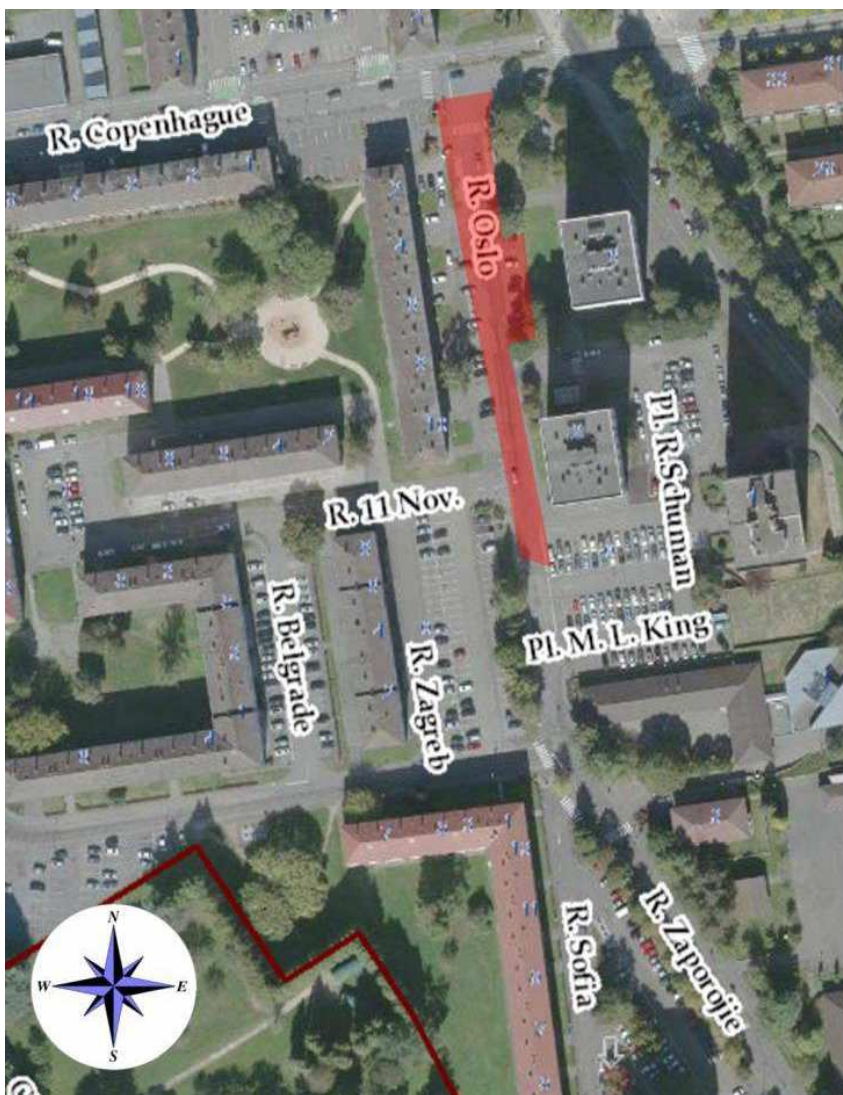 R. Copenhague
R. Oslo
Pl. R.Schuman
R. 11 Nov.
R. Belgrade
R. Zagreb
Pl. M. L. King
R. Sofia
R. Zaporojie
N
W
E
S